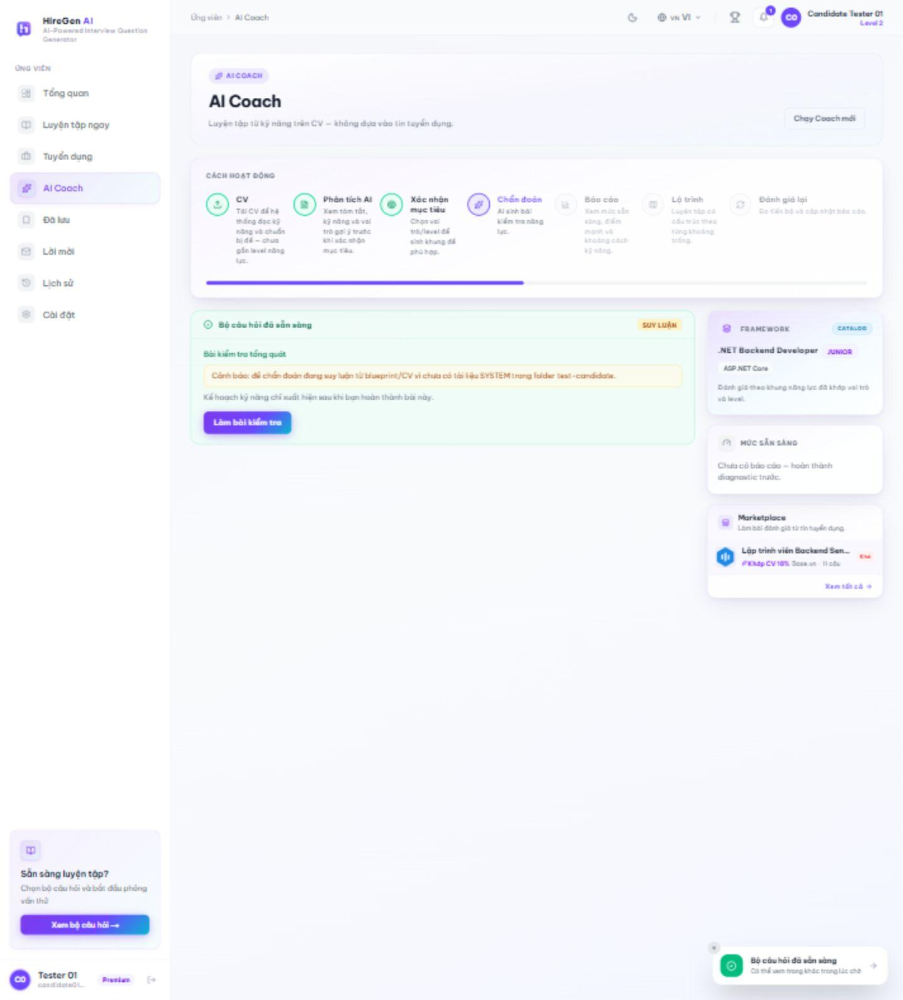 HireGen AI
AI-Powered Interview Question
Generator
ỨNG VIÊN
Tổng quan
Luyện tập ngay
Tuyển dụng
AI Coach
Đã lưu
Lời mời
Lịch sử
Cài đặt
Sẵn sàng luyện tập?
Chọn bộ câu hỏi và bắt đầu phỏng
vấn thử
Xem bộ câu hỏi →
C0
Tester 01
candidate01...
Premium
Ứng viên > AI Coach
VN VI
1
C0
Candidate Tester 01
Level 2
AI COACH
AI Coach
Luyện tập từ kỹ năng trên CV — không dựa vào tin tuyển dụng.
Chạy Coach mới
CÁCH HOẠT ĐỘNG
CV
Tải CV để hệ
thống đọc kỹ
năng và chuẩn
bị đề — chưa
gắn level năng
lực.
Phân tích AI
Xem tóm tắt,
kỹ năng và vai
trò gợi ý trước
khi xác nhận
mục tiêu.
Xác nhận
mục tiêu
Chọn vai
trò/level để
sinh khung đề
phù hợp.
Chẩn đoán
AI sinh bài
kiểm tra năng
lực.
Báo cáo
Xem mức sẵn
sàng, điểm
mạnh và
khoảng cách
kỹ năng.
Lộ trình
Luyện tập có
cấu trúc theo
từng khoảng
trống.
Đánh giá lại
Đo tiến bộ và cập nhật báo cáo.
Bộ câu hỏi đã sẵn sàng
SUY LUẬN
Bài kiểm tra tổng quát
Cảnh báo: đề chẩn đoán đang suy luận từ blueprint/CV vì chưa có tài liệu SYSTEM trong folder test-candidate.
Kế hoạch kỹ năng chỉ xuất hiện sau khi bạn hoàn thành bài này.
Làm bài kiểm tra
FRAMEWORK
CATALOG
.NET Backend Developer
JUNIOR
ASP.NET Core
Đánh giá theo khung năng lực đã khớp vai trò
và level.
MỨC SẴN SÀNG
Chưa có báo cáo — hoàn thành
diagnostic trước.
Marketplace
Làm bài đánh giá từ tin tuyển dụng.
Lập trình viên Backend Sen...
Khó
Khớp CV 18% Base.vn · 11 câu
Xem tất cả →
Bộ câu hỏi đã sẵn sàng
Có thể xem trang khác trong lúc chờ